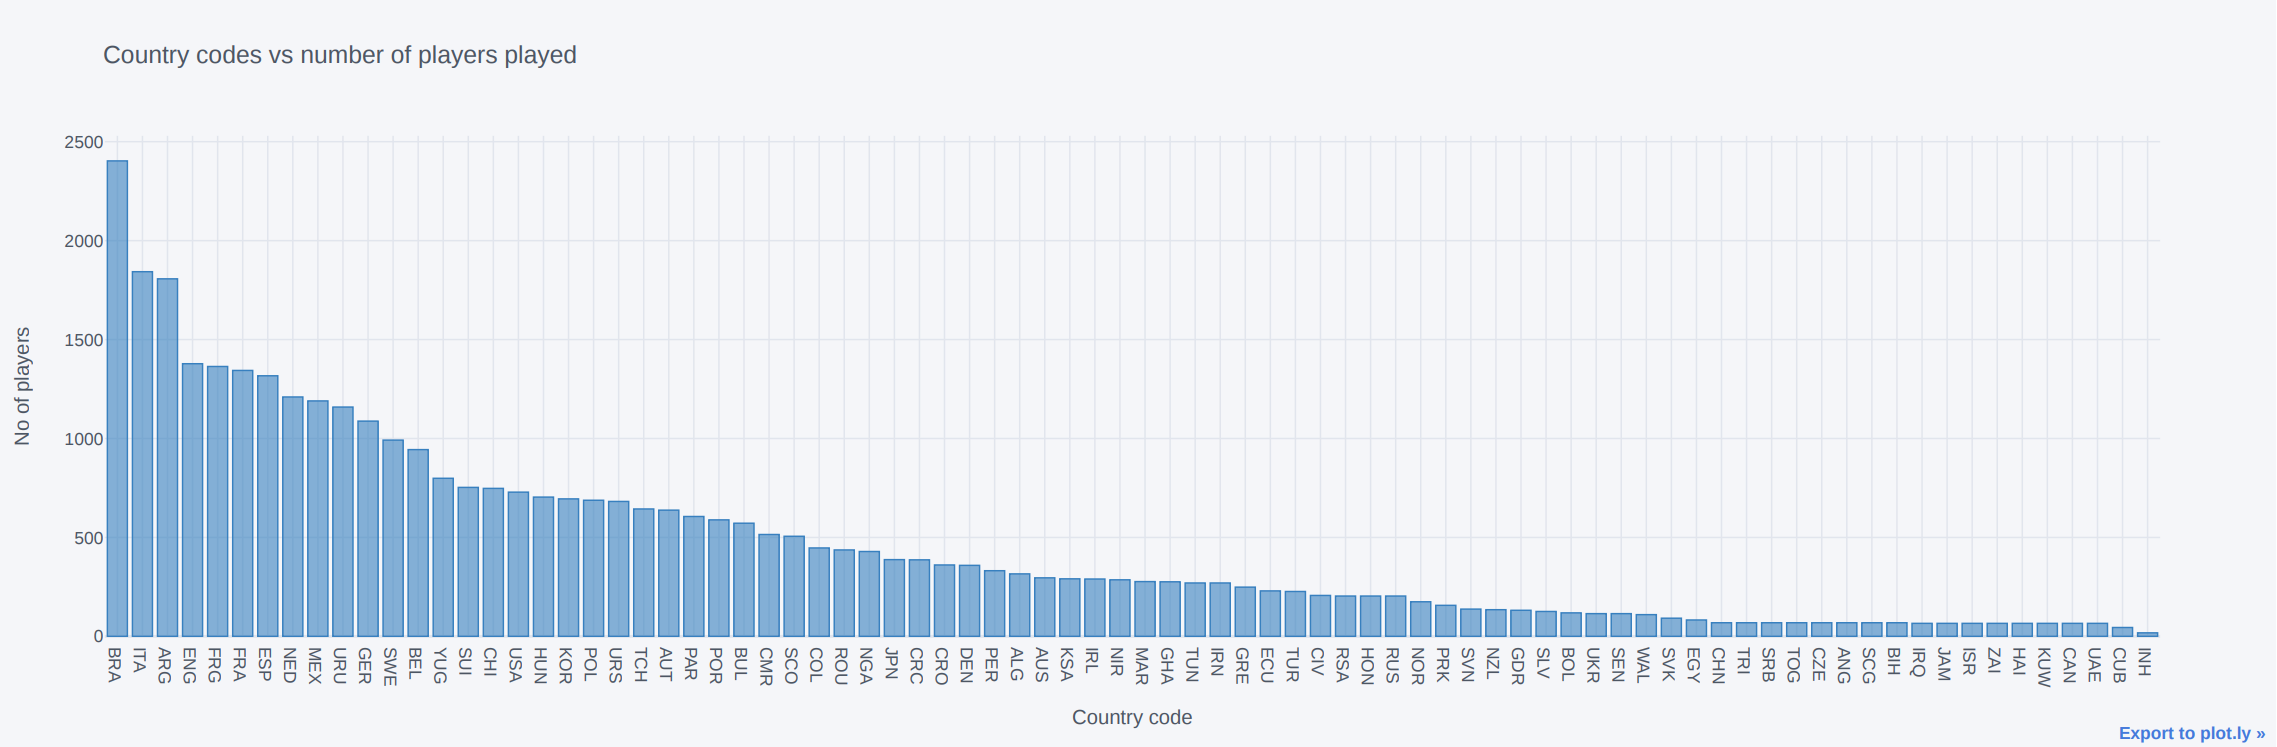 Country codes vs number of players played
2500
2000
1500
1000
500
0
No of players
BRA ITA ARG ENG FRG FRA ESP NED MEX URU GER SWE BEL YUG SUI CHI USA HUN KOR POL URS TCH AUT PAR POR BUL CMR SCO COL ROU NGA JPN CRC CRO DEN PER ALG AUS KSA IRL NIR MAR GHA TUN IRN GRE ECU TUR CIV RSA HON RUS NOR PRK SVN NZL GDR SLV BOL UKR SEN WAL SVK EGY CHN TRI SRB TOG CZE ANG SCG BIH IRQ JAM ISR ZAI HAI KUW CAN UAE CUB INH
Country code
Export to plot.ly »